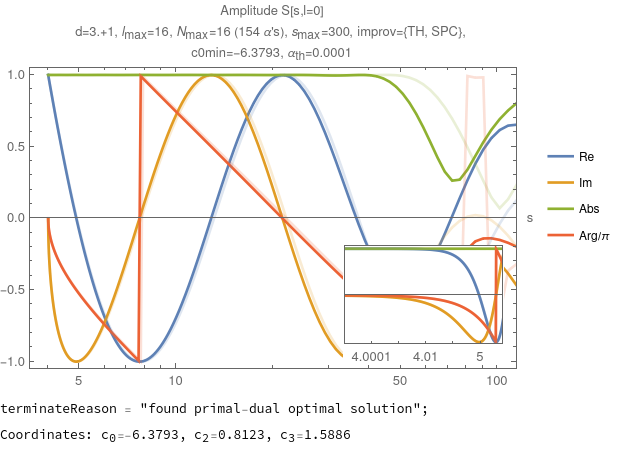 Amplitude S[s,l=0]
d=3.+1, lmax=16, Nmax=16 (154 α's), smax=300, improv={TH, SPC},
c0min=−6.3793, αth=0.0001
1.0
0.5
0.0
−0.5
−1.0
5
10
50
100
s
Re
Im
Abs
Arg/π
4.0001
4.01
5
terminateReason = "found primal-dual optimal solution";
Coordinates: c0=-6.3793, c2=0.8123, c3=1.5886